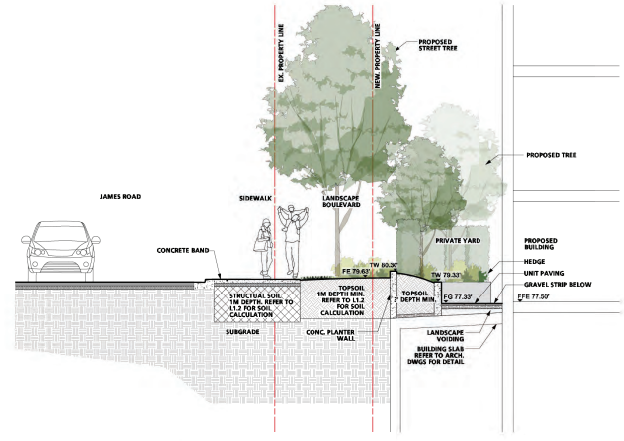 EX. PROPERTY LINE
NEW. PROPERTY LINE
PROPOSED
STREET TREE
PROPOSED TREE
JAMES ROAD
SIDEWALK
LANDSCAPE
BOULEVARD
PRIVATE YARD
PROPOSED
BUILDING
CONCRETE BAND
HEDGE
UNIT PAVING
GRAVEL STRIP BELOW
FE 79.63'
TW 80.30'
TW 79.33'
FG 77.33'
FFE 77.50'
STRUCTUAL SOIL
1M DEPTH. REFER TO
L1.2 FOR SOIL
CALCULATION
TOPSOIL
1M DEPTH MIN.
REFER TO L1.2
FOR SOIL
CALCULATION
TOPSOIL
DEPTH MIN.
SUBGRADE
CONC. PLANTER
WALL
LANDSCAPE
VOIDING
BUILDING SLAB
REFER TO ARCH.
DWGS FOR DETAIL